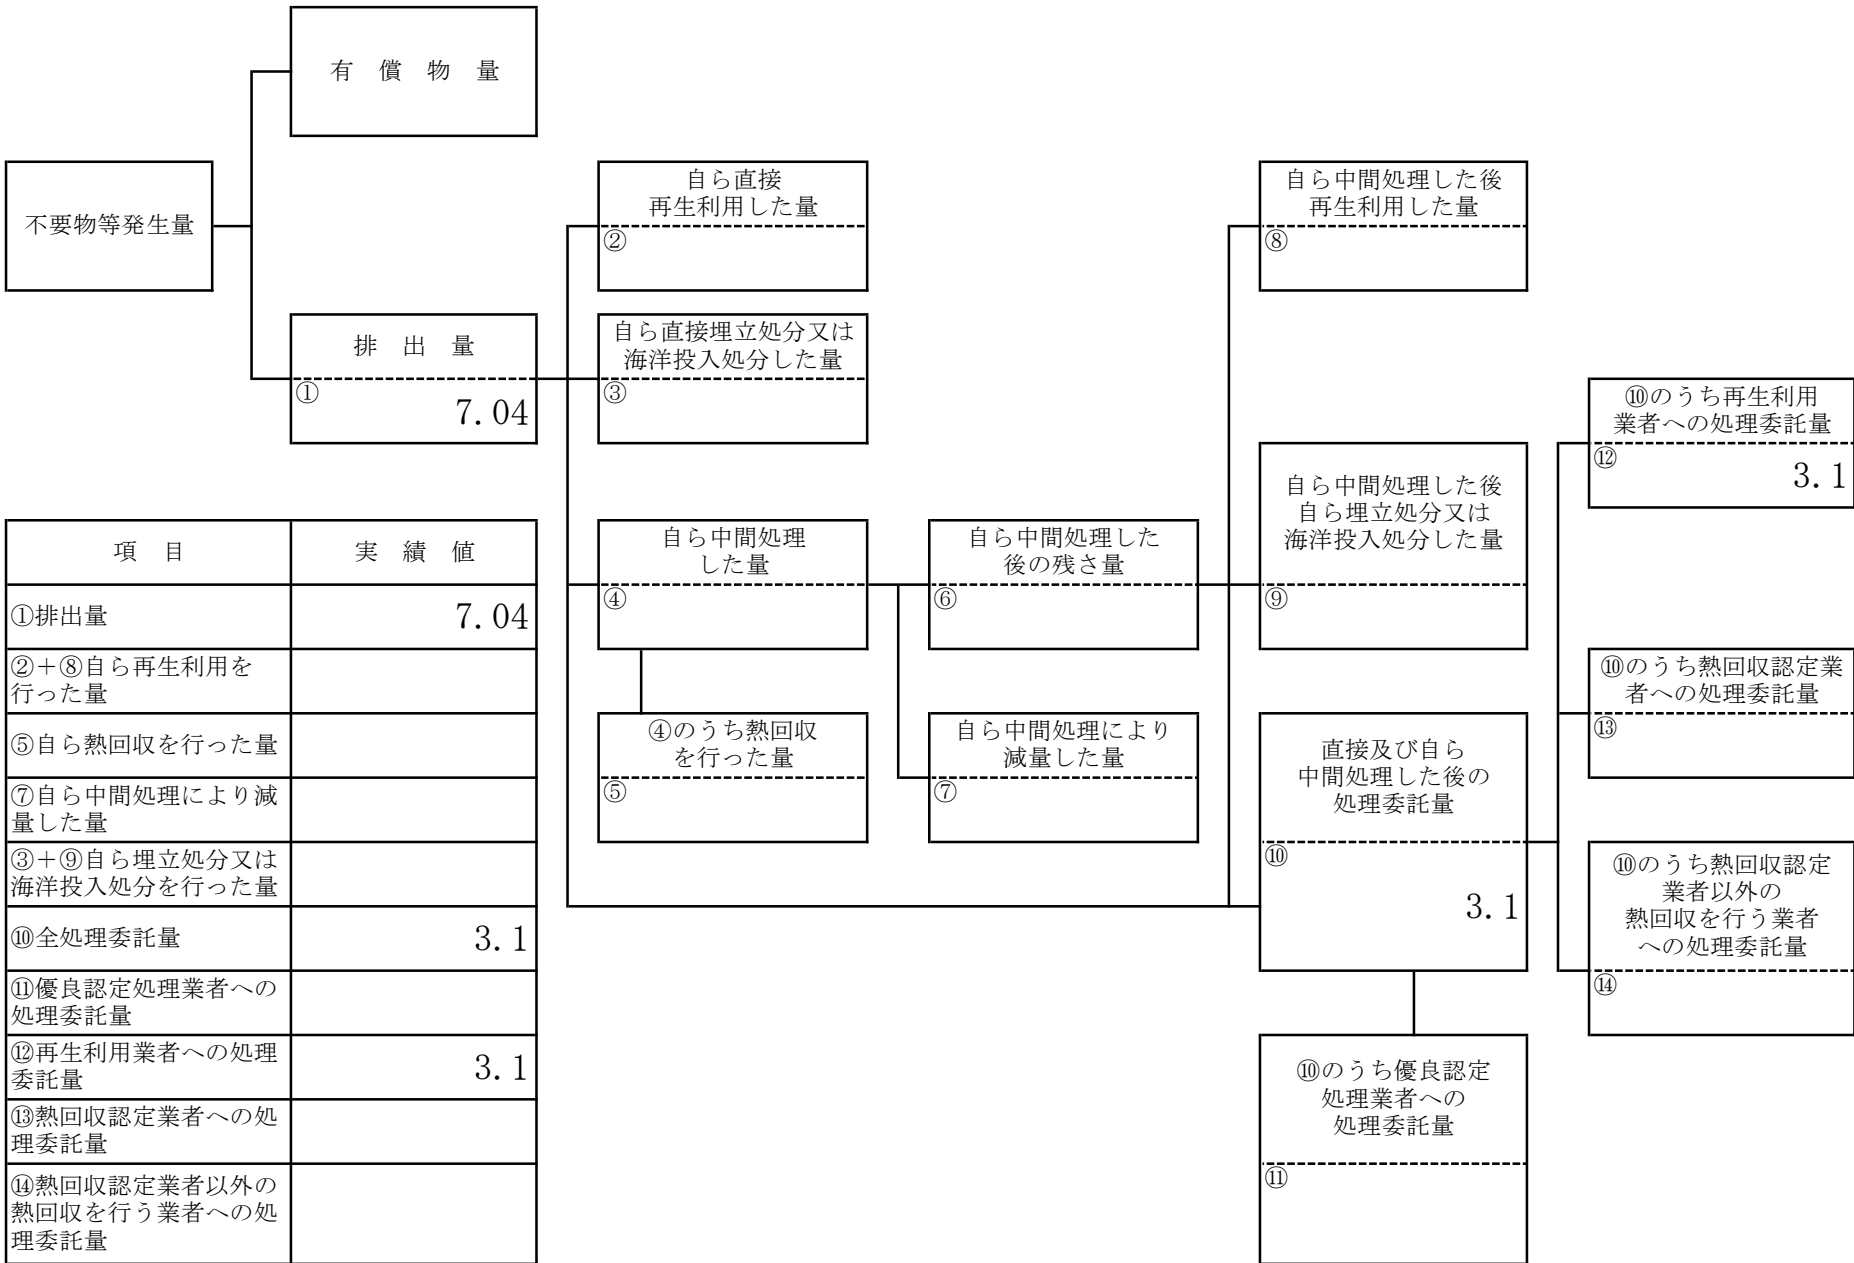 有 償 物 量
不要物等発生量
排 出 量
①
7.04
自ら直接
再生利用した量
②
自ら直接埋立処分又は
海洋投入処分した量
③
自ら中間処理
した量
④
④のうち熱回収
を行った量
⑤
自ら中間処理した
後の残さ量
⑥
自ら中間処理により
減量した量
⑦
自ら中間処理した後
再生利用した量
⑧
自ら中間処理した後
自ら埋立処分又は
海洋投入処分した量
⑨
直接及び自ら
中間処理した後の
処理委託量
⑩
3.1
⑩のうち優良認定
処理業者への
処理委託量
⑪
⑩のうち再生利用
業者への処理委託量
⑫
3.1
⑩のうち熱回収認定業
者への処理委託量
⑬
⑩のうち熱回収認定
業者以外の
熱回収を行う業者
への処理委託量
⑭
項 目 実 績 値
①排出量 7.04
②＋⑧自ら再生利用を
行った量
⑤自ら熱回収を行った量
⑦自ら中間処理により減
量した量
③＋⑨自ら埋立処分又は
海洋投入処分を行った量
⑩全処理委託量 3.1
⑪優良認定処理業者への
処理委託量
⑫再生利用業者への処理
委託量 3.1
⑬熱回収認定業者への処
理委託量
⑭熱回収認定業者以外の
熱回収を行う業者への処
理委託量